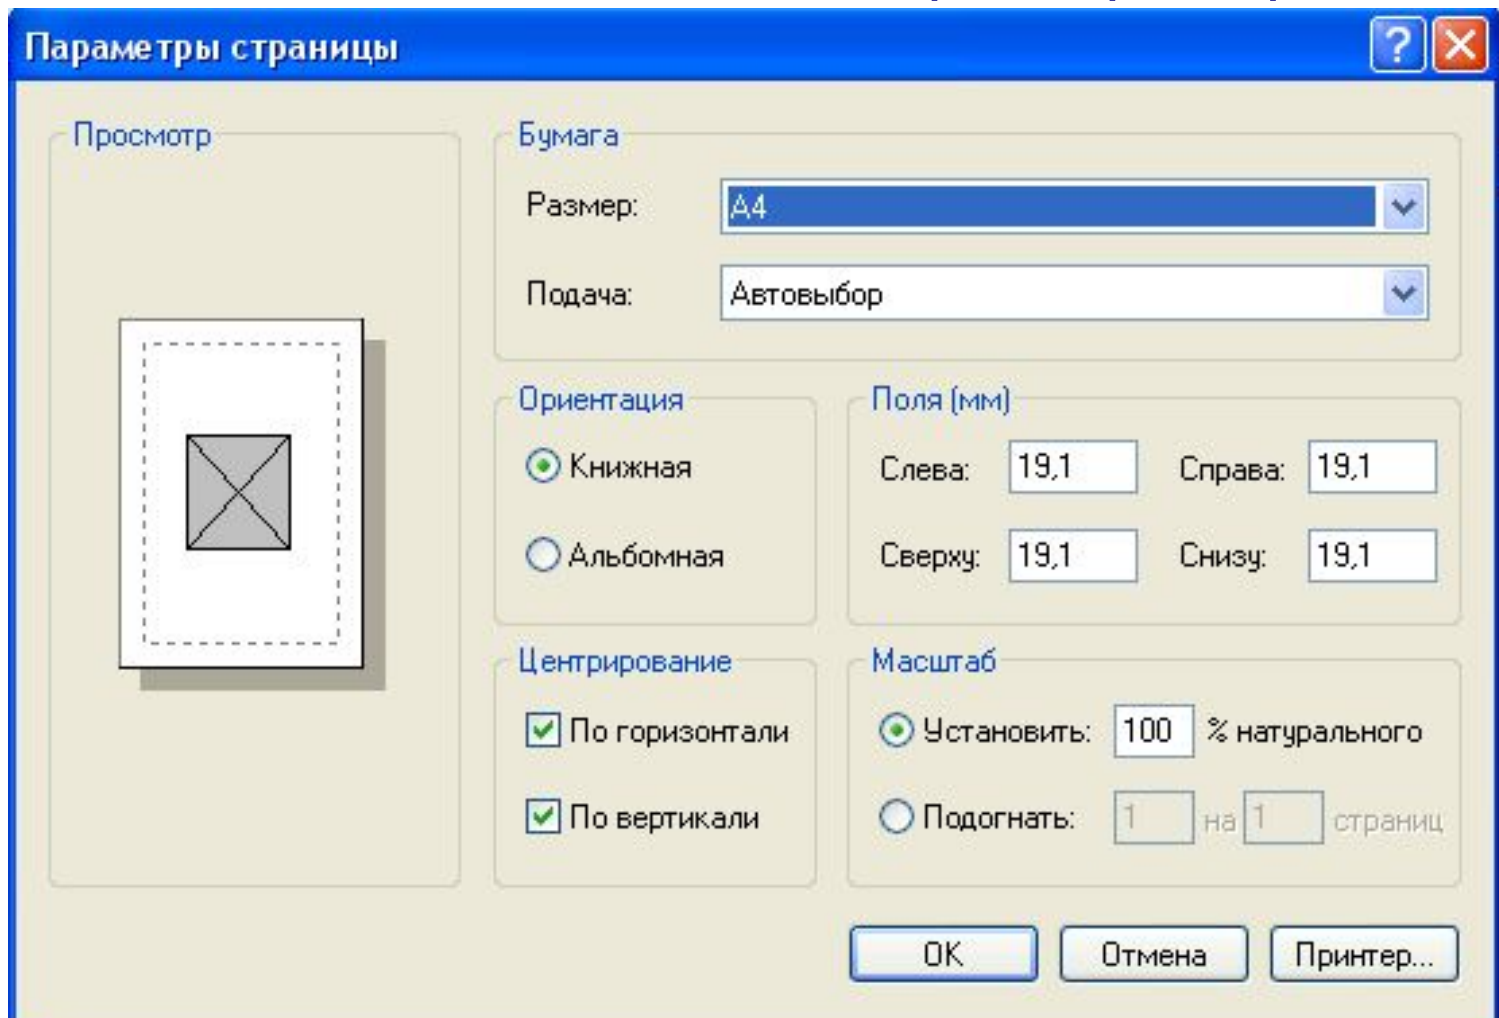 Параметры страницы
Просмотр
Бумага
Размер: A4
Подача: Автовыбор
Ориентация
Книжная
Альбомная
Поля (мм)
Слева: 19,1 Справа: 19,1
Сверху: 19,1 Снизу: 19,1
Центрирование
По горизонтали
По вертикали
Масштаб
Установить: 100 % натурального
Подогнать: 1 на 1 страниц
OK Отмена Принтер...